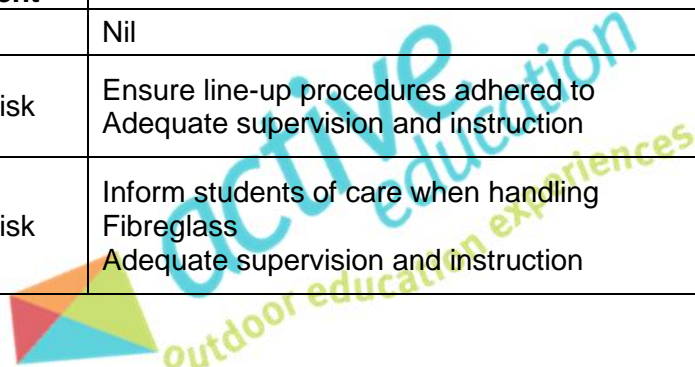 ent
Nil
isk
Ensure line-up procedures adhered to
Adequate supervision and instruction
isk
Inform students of care when handling
Fibreglass
Adequate supervision and instruction
active
education
outdoor education experiences